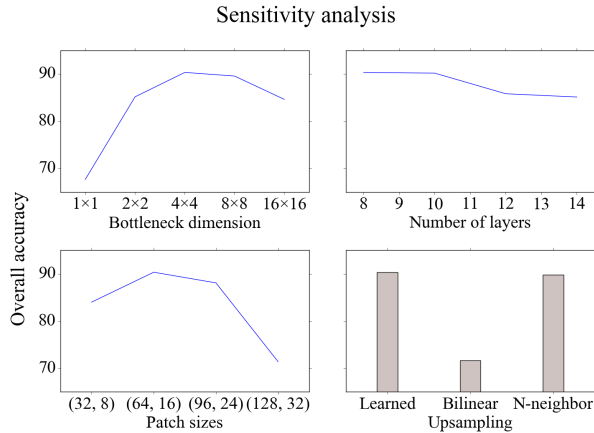 Sensitivity analysis
Overall accuracy
90
80
70
1×1 2×2 4×4 8×8 16×16
Bottleneck dimension
8 9 10 11 12 13 14
Number of layers
90
80
70
(32, 8) (64, 16) (96, 24) (128, 32)
Patch sizes
Learned Bilinear N-neighbor
Upsampling